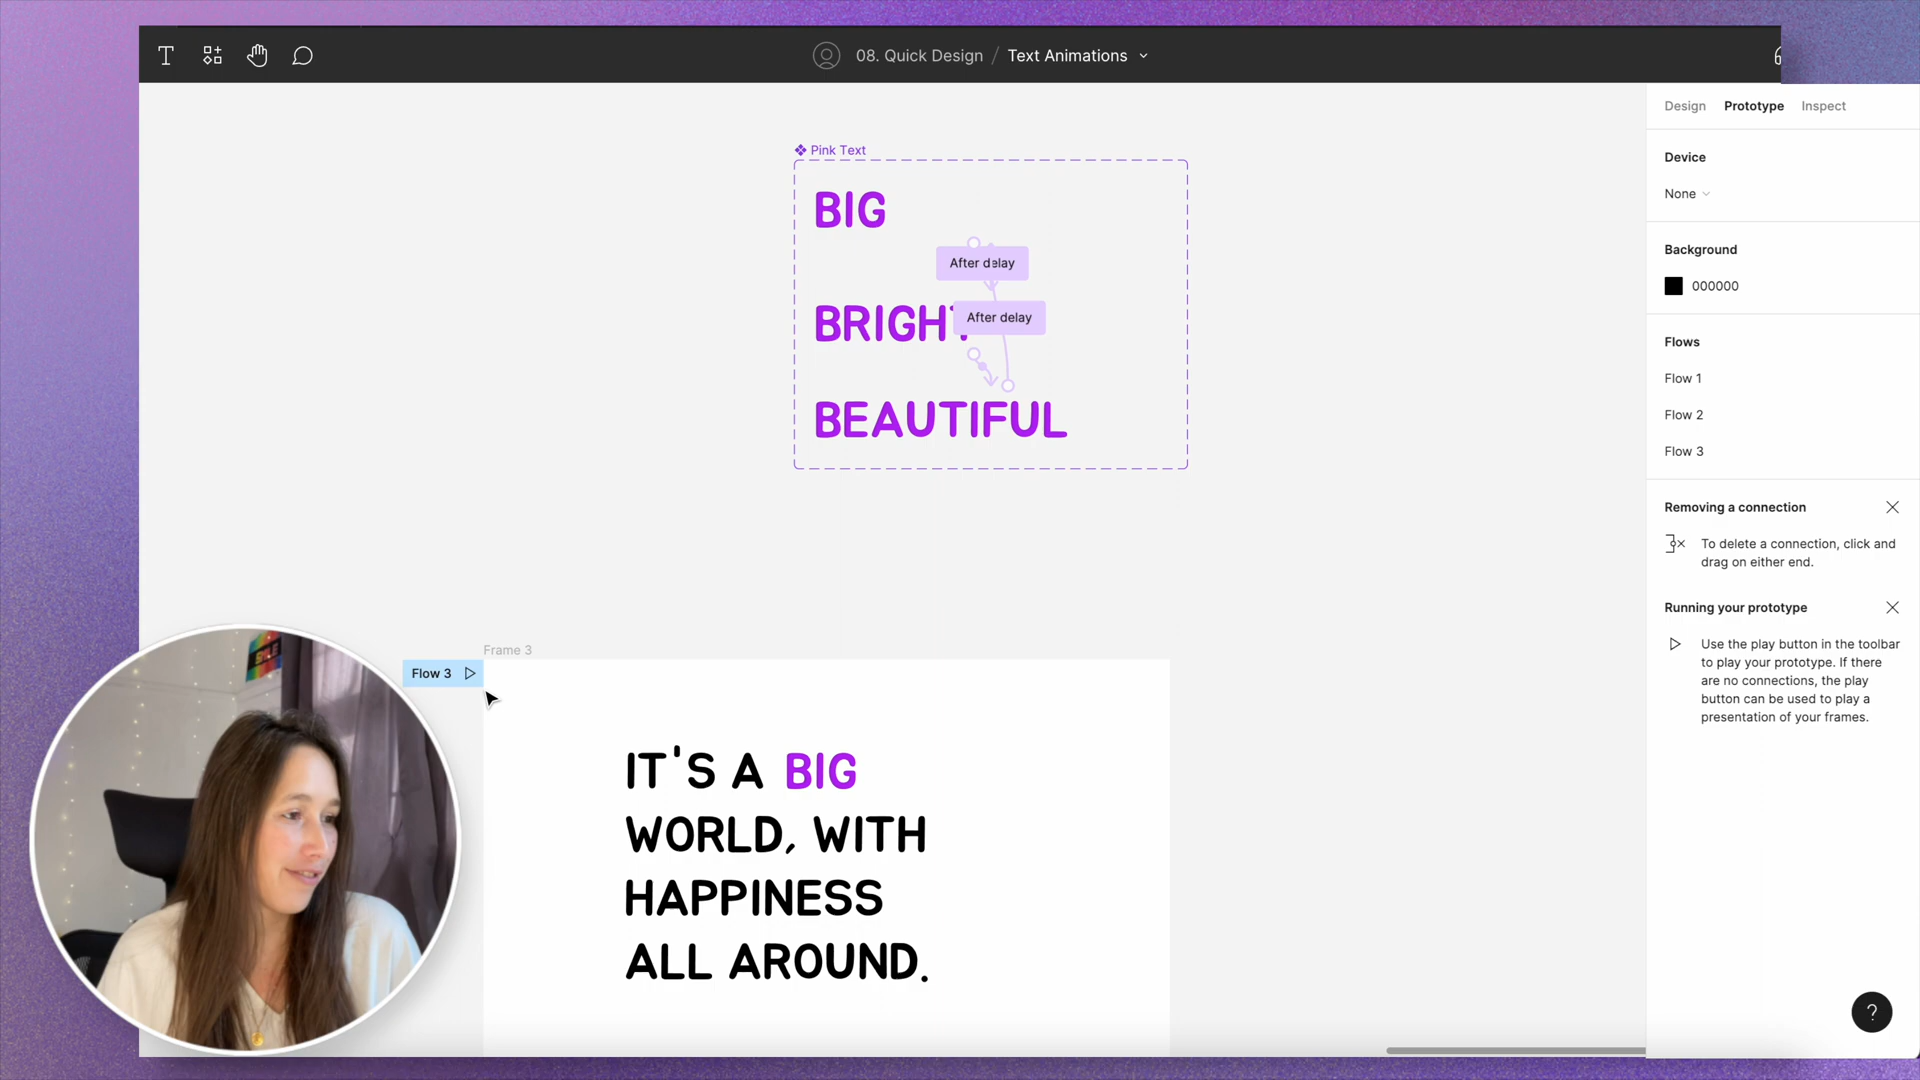 08. Quick Design / Text Animations
Design Prototype Inspect
Device
None
Background
000000
Flows
Flow 1
Flow 2
Flow 3
Removing a connection
To delete a connection, click and
drag on either end.
Running your prototype
Use the play button in the toolbar
to play your prototype. If there
are no connections, the play
button can be used to play a
presentation of your frames.
?
Pink Text
BIG
After delay
BRIGHT
After delay
BEAUTIFUL
Frame 3
Flow 3
IT'S A BIG
WORLD, WITH
HAPPINESS
ALL AROUND.